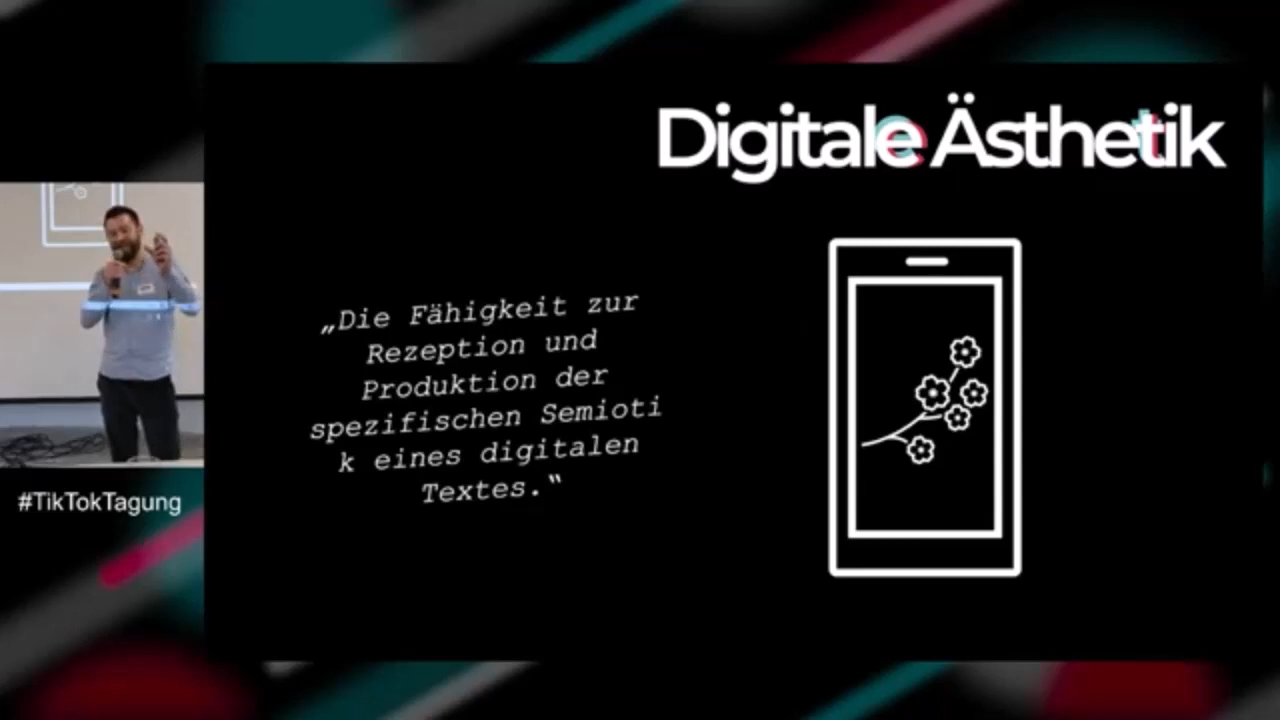 Digitale Ästhetik
„Die Fähigkeit zur
Rezeption und
Produktion der
spezifischen Semioti
k eines digitalen
Textes.“
#TikTokTagung